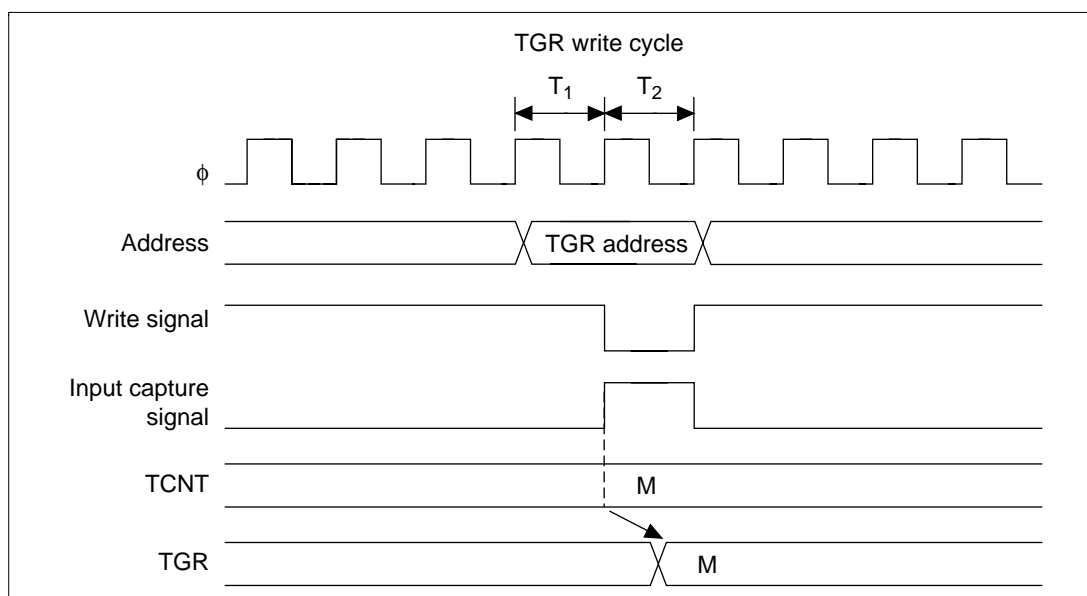 TGR write cycle
T1 T2
ϕ
Address TGR address
Write signal
Input capture
signal
TCNT M
TGR M